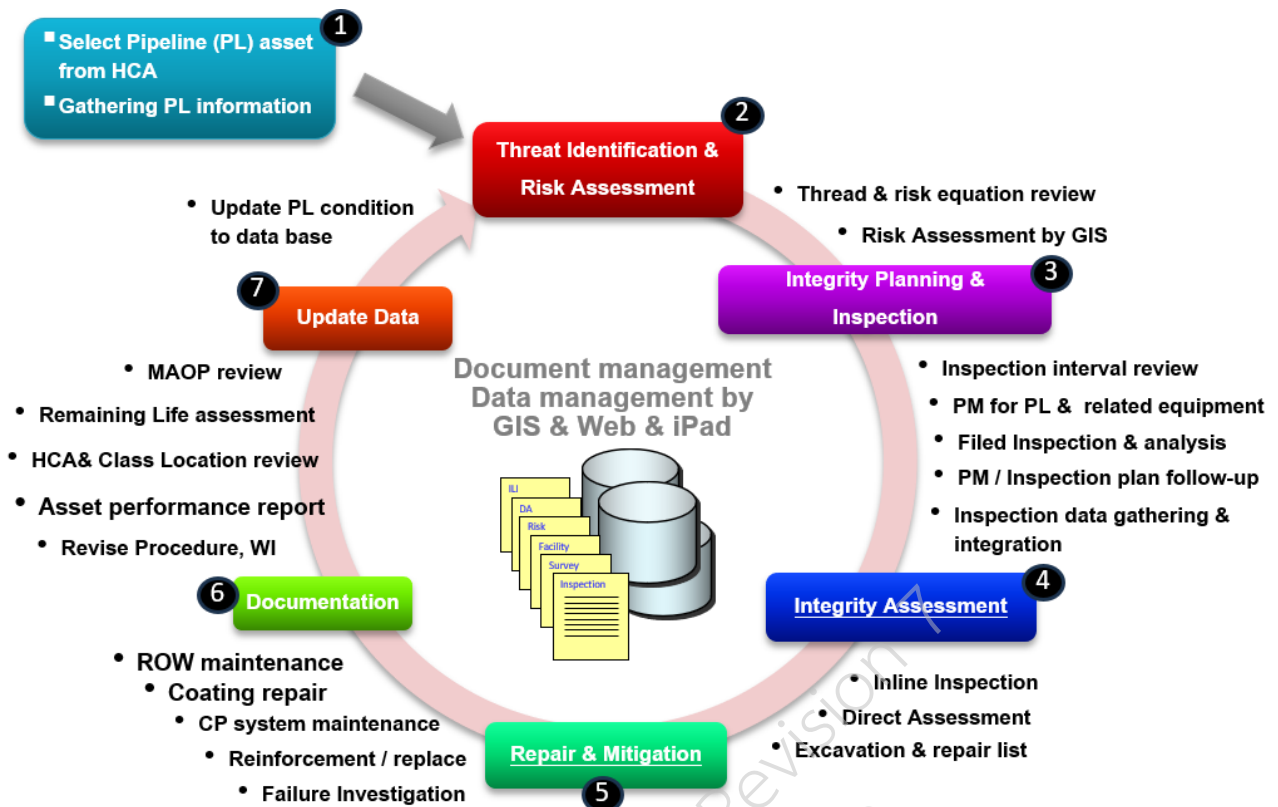 1
▪ Select Pipeline (PL) asset
from HCA
▪ Gathering PL information
2
Threat Identification &
Risk Assessment
• Thread & risk equation review
• Risk Assessment by GIS
3
Integrity Planning &
Inspection
• Inspection interval review
• PM for PL & related equipment
• Filed Inspection & analysis
• PM / Inspection plan follow-up
• Inspection data gathering &
integration
4
Integrity Assessment
• Inline Inspection
• Direct Assessment
• Excavation & repair list
Repair & Mitigation
5
• ROW maintenance
• Coating repair
• CP system maintenance
• Reinforcement / replace
• Failure Investigation
6
Documentation
• MAOP review
• Remaining Life assessment
• HCA& Class Location review
• Asset performance report
• Revise Procedure, WI
7
Update Data
• Update PL condition
to data base
Document management
Data management by
GIS & Web & iPad
ILI
DA
Risk
Facility
Survey
Inspection
Revision 7